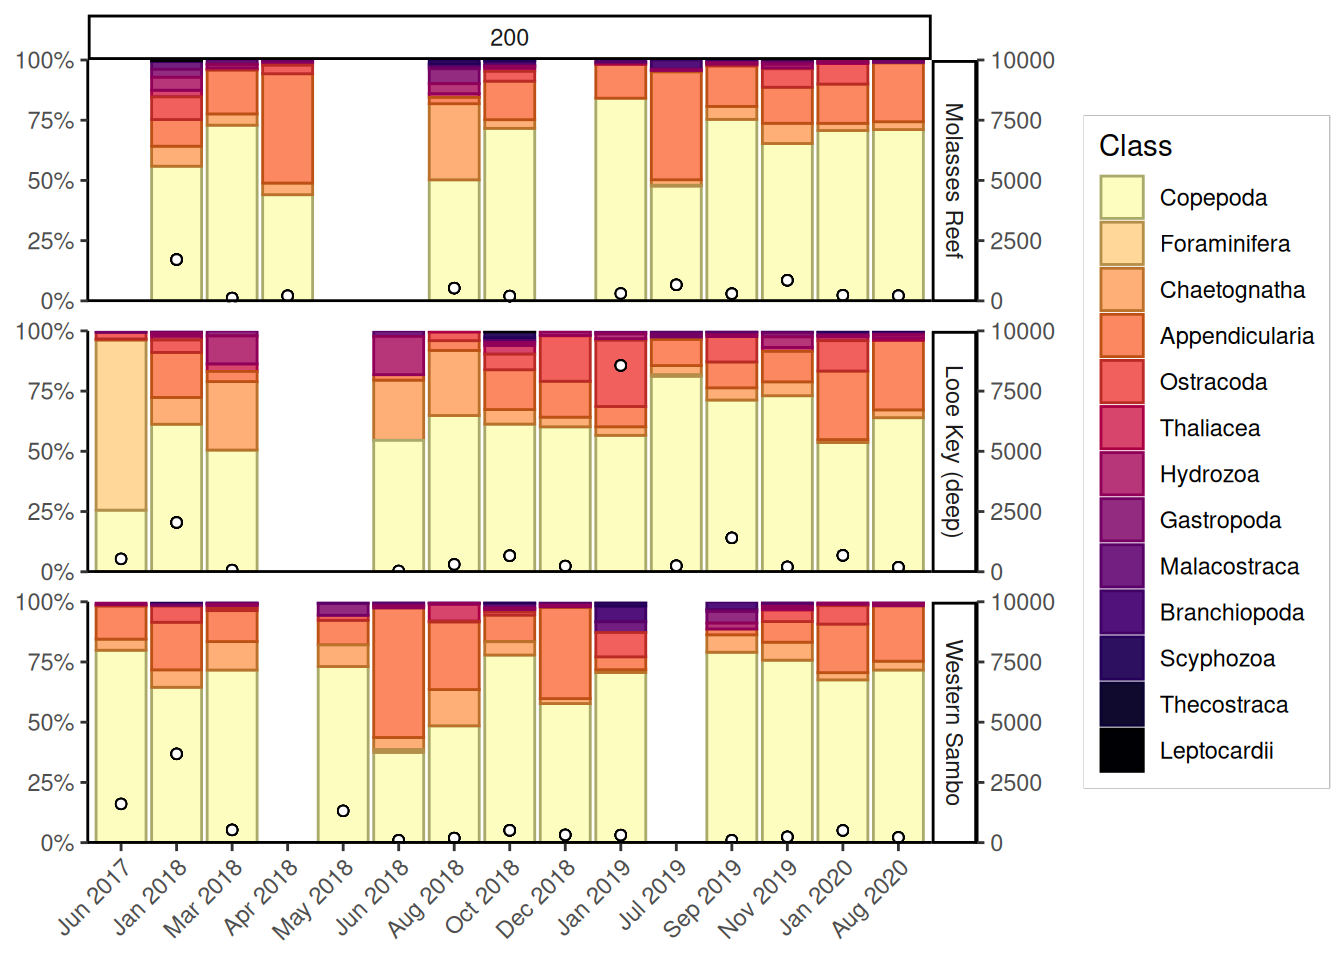 200
100%
75%
50%
25%
0%
10000
7500
5000
2500
0
Molasses Reef
100%
75%
50%
25%
0%
10000
7500
5000
2500
0
Looe Key (deep)
100%
75%
50%
25%
0%
10000
7500
5000
2500
0
Western Sambo
Jun 2017
Jan 2018
Mar 2018
Apr 2018
May 2018
Jun 2018
Aug 2018
Oct 2018
Dec 2018
Jan 2019
Jul 2019
Sep 2019
Nov 2019
Jan 2020
Aug 2020
Class
Copepoda
Foraminifera
Chaetognatha
Appendicularia
Ostracoda
Thaliacea
Hydrozoa
Gastropoda
Malacostraca
Branchiopoda
Scyphozoa
Thecostraca
Leptocardii